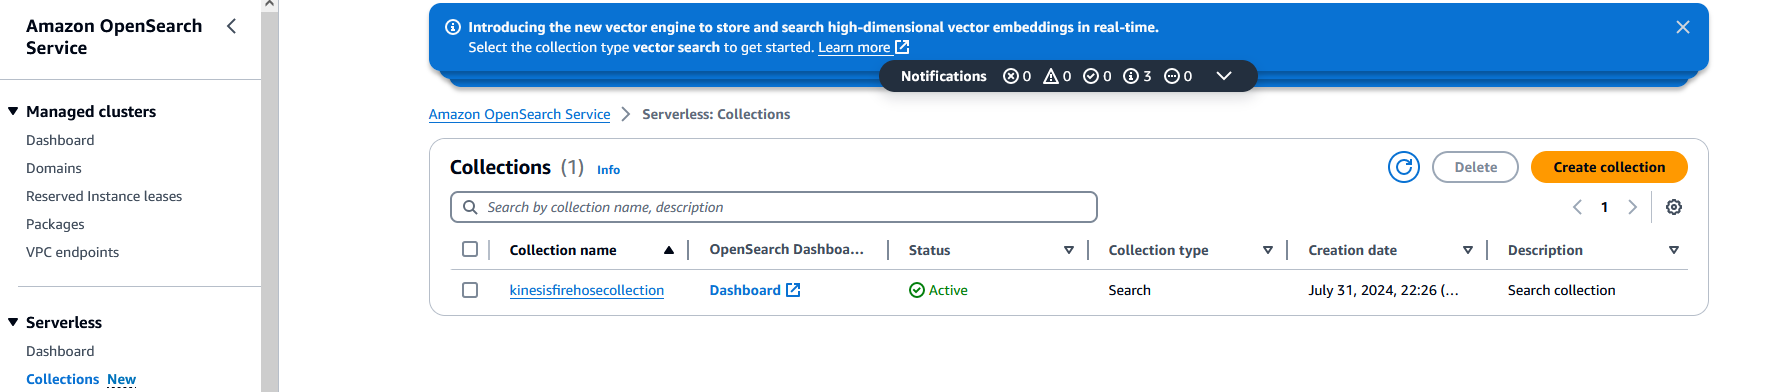 Amazon OpenSearch
Service
Managed clusters
Dashboard
Domains
Reserved Instance leases
Packages
VPC endpoints
Serverless
Dashboard
Collections New
Introducing the new vector engine to store and search high-dimensional vector embeddings in real-time.
Select the collection type vector search to get started. Learn more
Notifications 0 0 0 3 0
Amazon OpenSearch Service Serverless: Collections
Collections (1) Info
Delete
Create collection
Search by collection name, description
1
Collection name OpenSearch Dashboa... Status Collection type Creation date Description
kinesisfirehosecollection Dashboard Active Search July 31, 2024, 22:26 (... Search collection